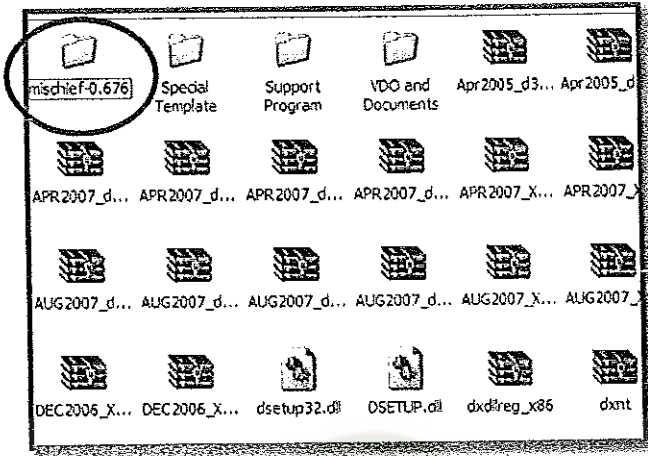 mischief-0.676 Special Template Support Program VDO and Documents Apr2005_d3... Apr2005_d
APR2007_d... APR2007_d... APR2007_d... APR2007_d... APR2007_X... APR2007_X
AUG2007_d... AUG2007_d... AUG2007_d... AUG2007_d... AUG2007_X... AUG2007_X
DEC2006_X... DEC2006_X... dsetup32.dll DSETUP.dll dxdllreg_x86 dxnt